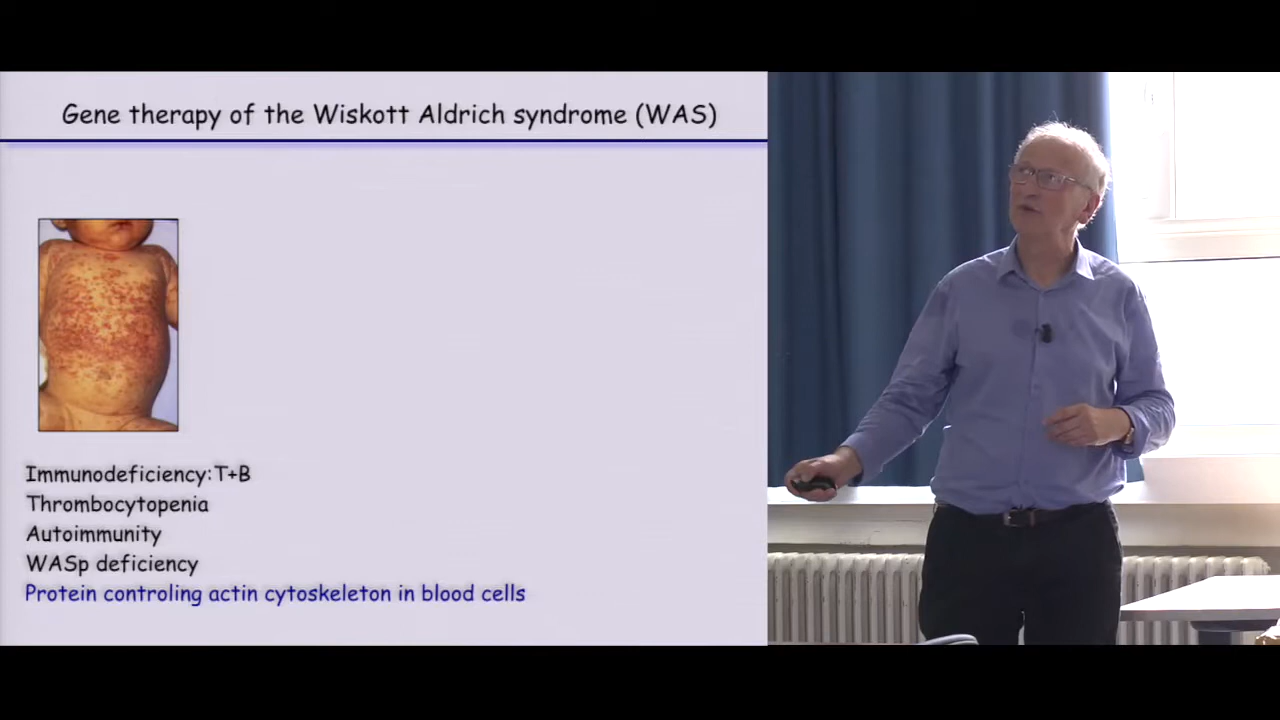 Gene therapy of the Wiskott Aldrich syndrome (WAS)
Immunodeficiency:T+B
Thrombocytopenia
Autoimmunity
WASp deficiency
Protein controling actin cytoskeleton in blood cells